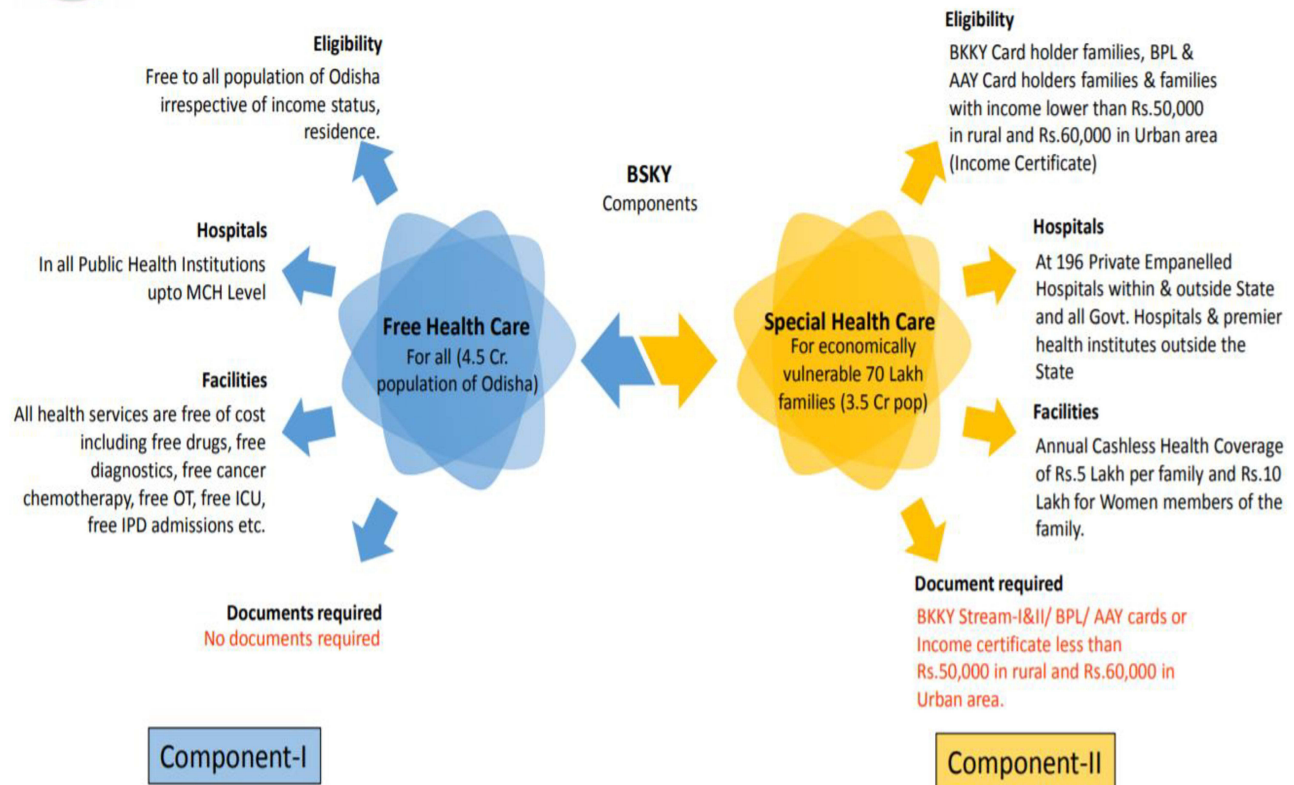 BSKY
Components
Eligibility
Free to all population of Odisha
irrespective of income status,
residence.
Hospitals
In all Public Health Institutions
upto MCH Level
Facilities
All health services are free of cost
including free drugs, free
diagnostics, free cancer
chemotherapy, free OT, free ICU,
free IPD admissions etc.
Documents required
No documents required
Free Health Care
For all (4.5 Cr.
population of Odisha)
Component-I
Eligibility
BKKY Card holder families, BPL &
AAY Card holders families & families
with income lower than Rs.50,000
in rural and Rs.60,000 in Urban area
(Income Certificate)
Hospitals
At 196 Private Empanelled
Hospitals within & outside State
and all Govt. Hospitals & premier
health institutes outside the
State
Special Health Care
For economically
vulnerable 70 Lakh
families (3.5 Cr pop)
Facilities
Annual Cashless Health Coverage
of Rs.5 Lakh per family and Rs.10
Lakh for Women members of the
family.
Document required
BKKY Stream-I&II/ BPL/ AAY cards or
Income certificate less than
Rs.50,000 in rural and Rs.60,000 in
Urban area.
Component-II